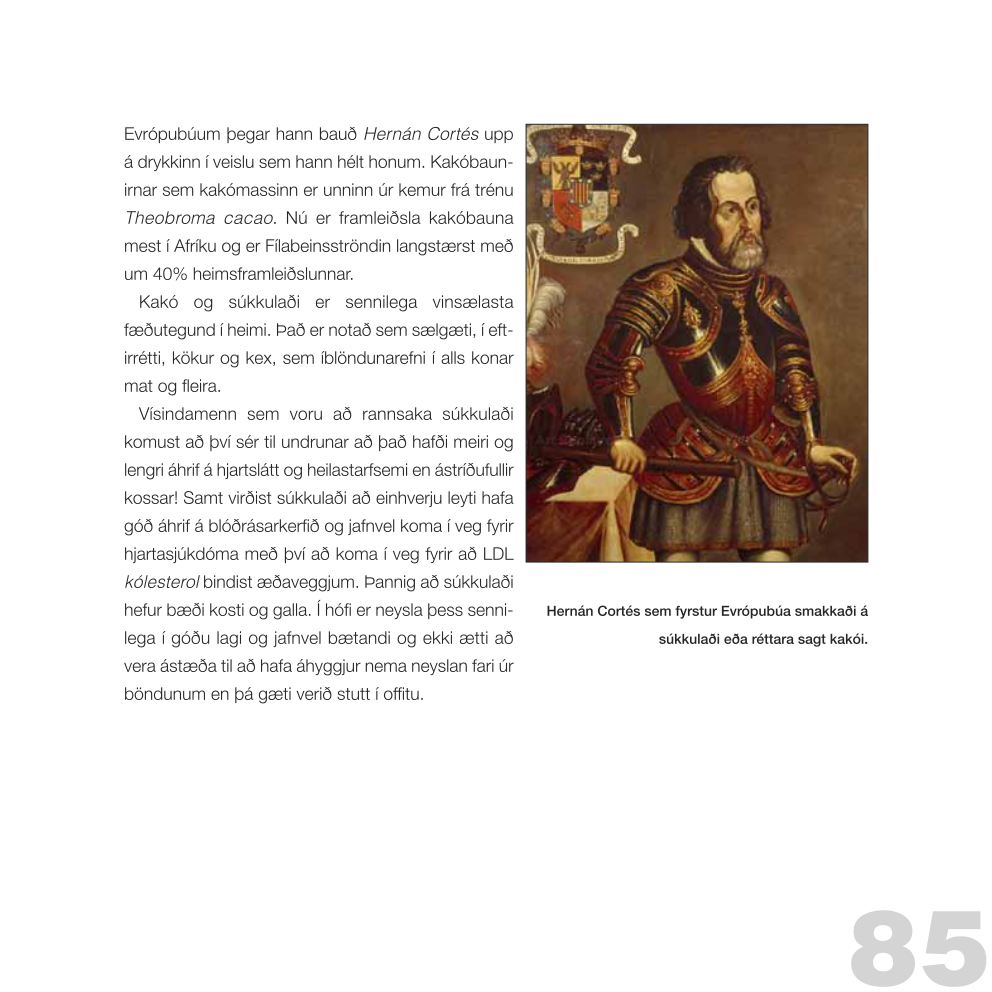 Evrópubúum þegar hann bauð Hernán Cortés upp
á drykkinn í veislu sem hann hélt honum. Kakóbaun-
irnar sem kakómassinn er unninn úr kemur frá trénu
Theobroma cacao. Nú er framleiðsla kakóbauna
mest í Afríku og er Fílabeinsströndin langstærst með
um 40% heimsframleiðslunnar.
Kakó og súkkulaði er sennilega vinsælasta
fæðutegund í heimi. Það er notað sem sælgæti, í eft-
irrétti, kökur og kex, sem íblöndunarefni í alls konar
mat og fleira.
Vísindamenn sem voru að rannsaka súkkulaði
komust að því sér til undrunar að það hafði meiri og
lengri áhrif á hjartslátt og heilastarfsemi en ástríðufullir
kossar! Samt virðist súkkulaði að einhverju leyti hafa
góð áhrif á blóðrásarkerfið og jafnvel koma í veg fyrir
hjartasjúkdóma með því að koma í veg fyrir að LDL
kólesterol bindist æðaveggjum. Þannig að súkkulaði
hefur bæði kosti og galla. Í hófi er neysla þess senni-
lega í góðu lagi og jafnvel bætandi og ekki ætti að
vera ástæða til að hafa áhyggjur nema neyslan fari úr
böndunum en þá gæti verið stutt í offitu.
Hernán Cortés sem fyrstur Evrópubúa smakkaði á
súkkulaði eða réttara sagt kakói.
85